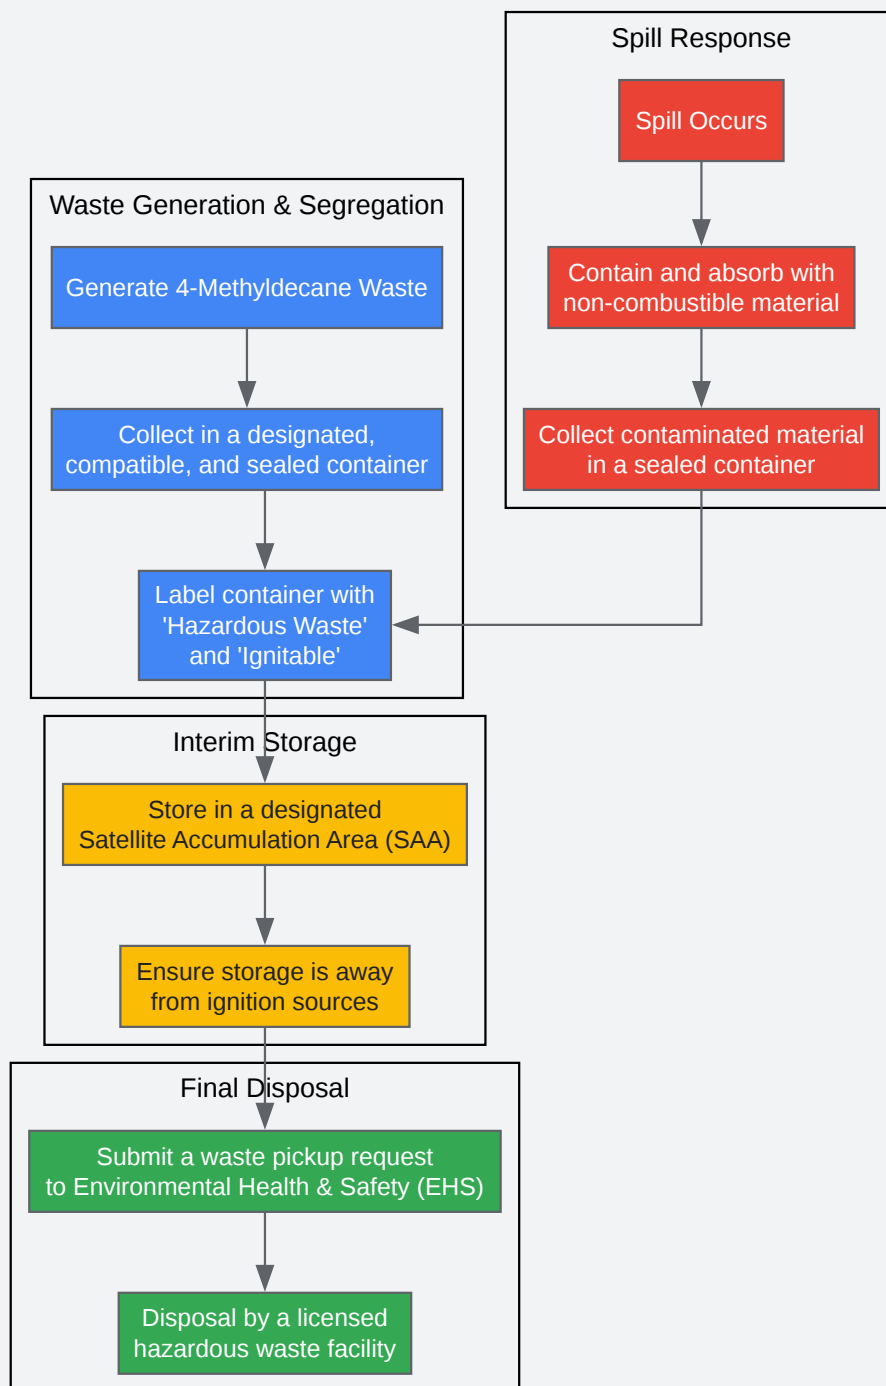 Spill Response
Spill Occurs
Contain and absorb with
non-combustible material
Collect contaminated material
in a sealed container
Waste Generation & Segregation
Generate 4-Methyldecane Waste
Collect in a designated,
compatible, and sealed container
Label container with
'Hazardous Waste'
and 'Ignitable'
Interim Storage
Store in a designated
Satellite Accumulation Area (SAA)
Ensure storage is away
from ignition sources
Final Disposal
Submit a waste pickup request
to Environmental Health & Safety (EHS)
Disposal by a licensed
hazardous waste facility